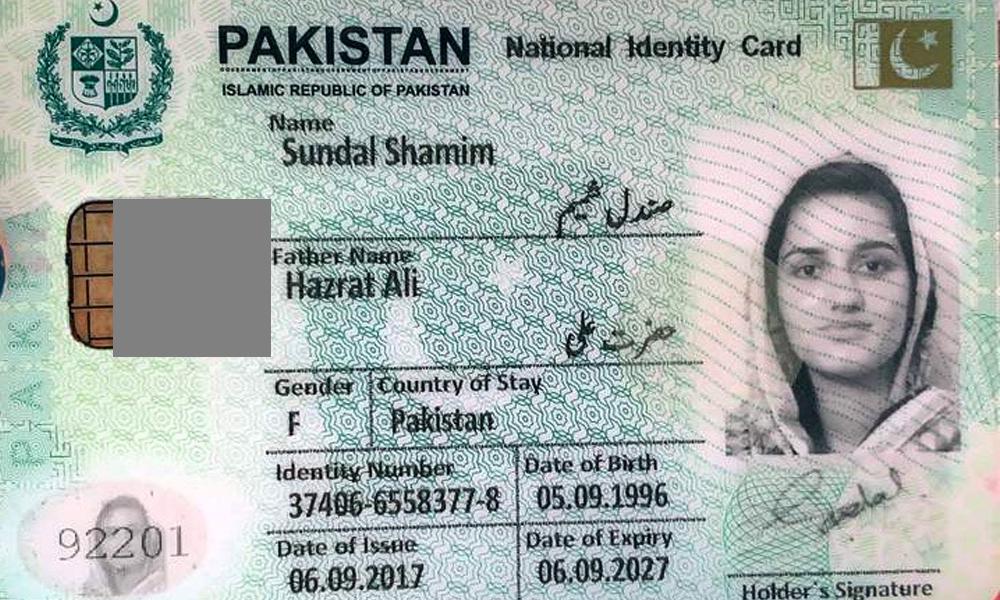 PAKISTAN National Identity Card
ISLAMIC REPUBLIC OF PAKISTAN
Name
Sundal Shamim
صندل شمیم
Father Name
Hazrat Ali
حضرت علی
Gender Country of Stay
F Pakistan
Identity Number Date of Birth
37406-6558377-8 05.09.1996
Date of Issue Date of Expiry
06.09.2017 06.09.2027
92201
Holder's Signature